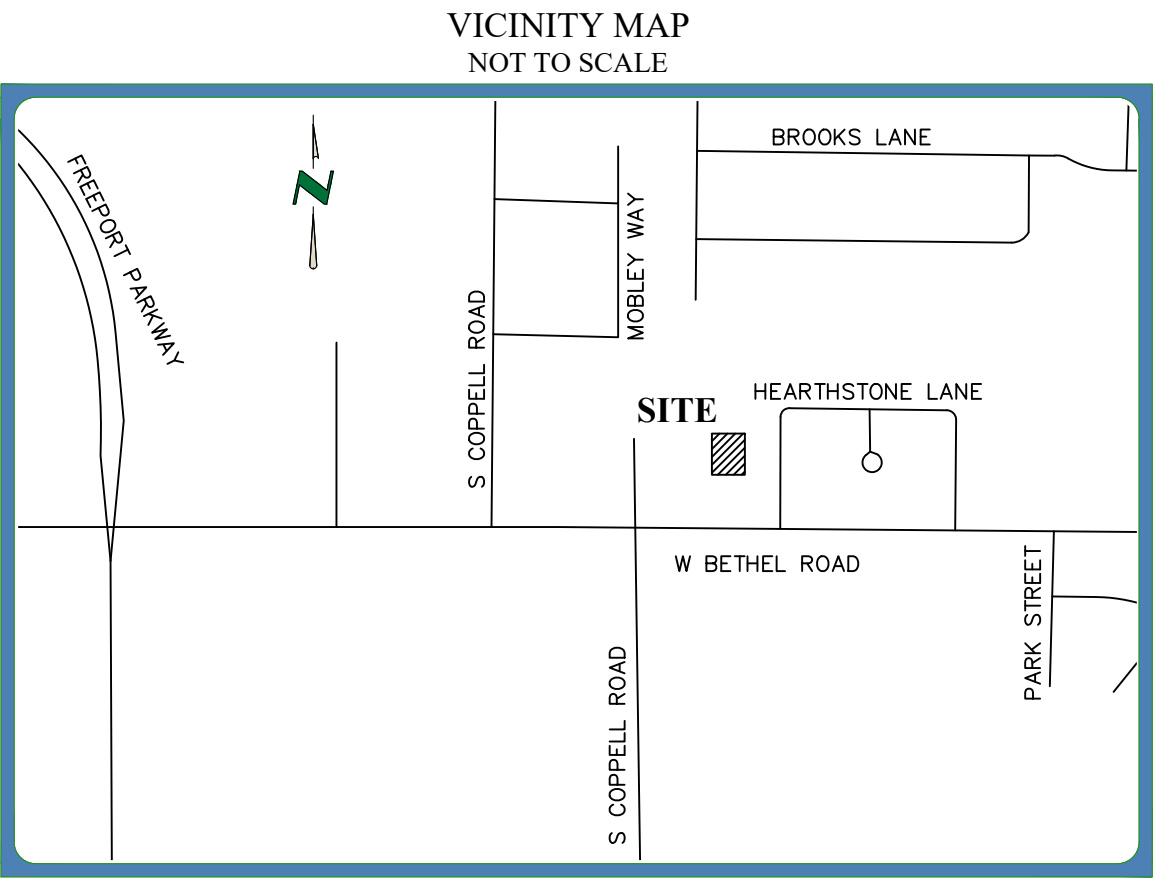 VICINITY MAP
NOT TO SCALE
BROOKS LANE
FREEPORT PARKWAY
N
MOBLEY WAY
S COPPELL ROAD
HEARTHSTONE LANE
SITE
W BETHEL ROAD
PARK STREET
S COPPELL ROAD